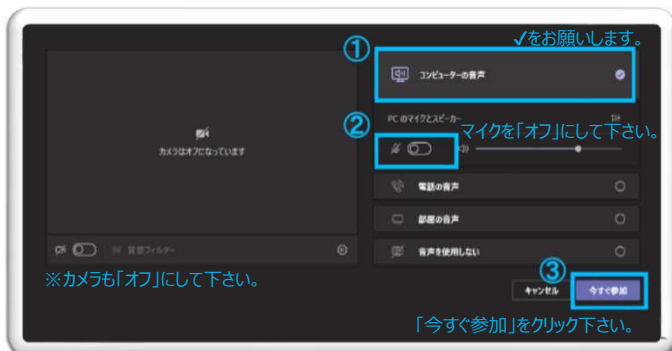 ✓をお願いします。
①
コンピューターの音声
PC のマイクとスピーカー
②
マイクを「オフ」にして下さい。
カメラはオフになっています
電話の音声
部屋の音声
背景フィルター
音声を使用しない
※カメラも「オフ」にして下さい。
③
キャンセル
今すぐ参加
「今すぐ参加」をクリック下さい。